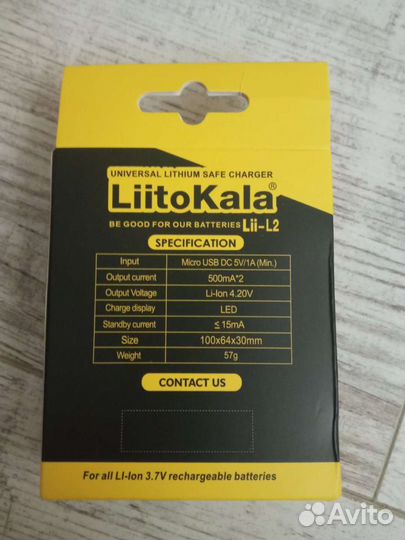 UNIVERSAL LITHIUM SAFE CHARGER
LiitoKala®
BE GOOD FOR OUR BATTERIES Lii-L2
SPECIFICATION
Input Micro USB DC 5V/1A (Min.)
Output current 500mA*2
Output Voltage Li-Ion 4.20V
Charge display LED
Standby current ≤ 15mA
Size 100x64x30mm
Weight 57g
CONTACT US
For all LI-Ion 3.7V rechargeable batteries
Avito